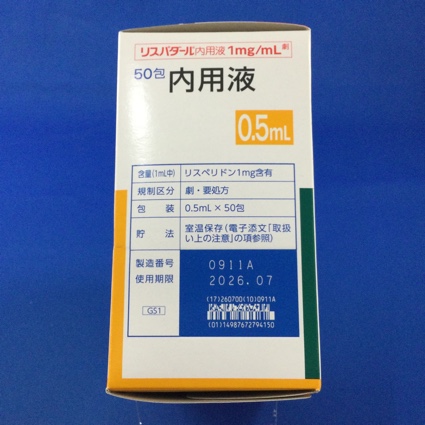 リスパダール内用液1mg/mL 劇
50包 内用液
0.5mL
含量(1mL中) リスペリドン1mg含有
規制区分 劇・要処方
包装 0.5mL×50包
貯法 室温保存(電子添文「取扱
い上の注意」の項参照)
製造番号 0911A
使用期限 2026.07
(17)260700(10)0911A
GS1
(01)14987672794150